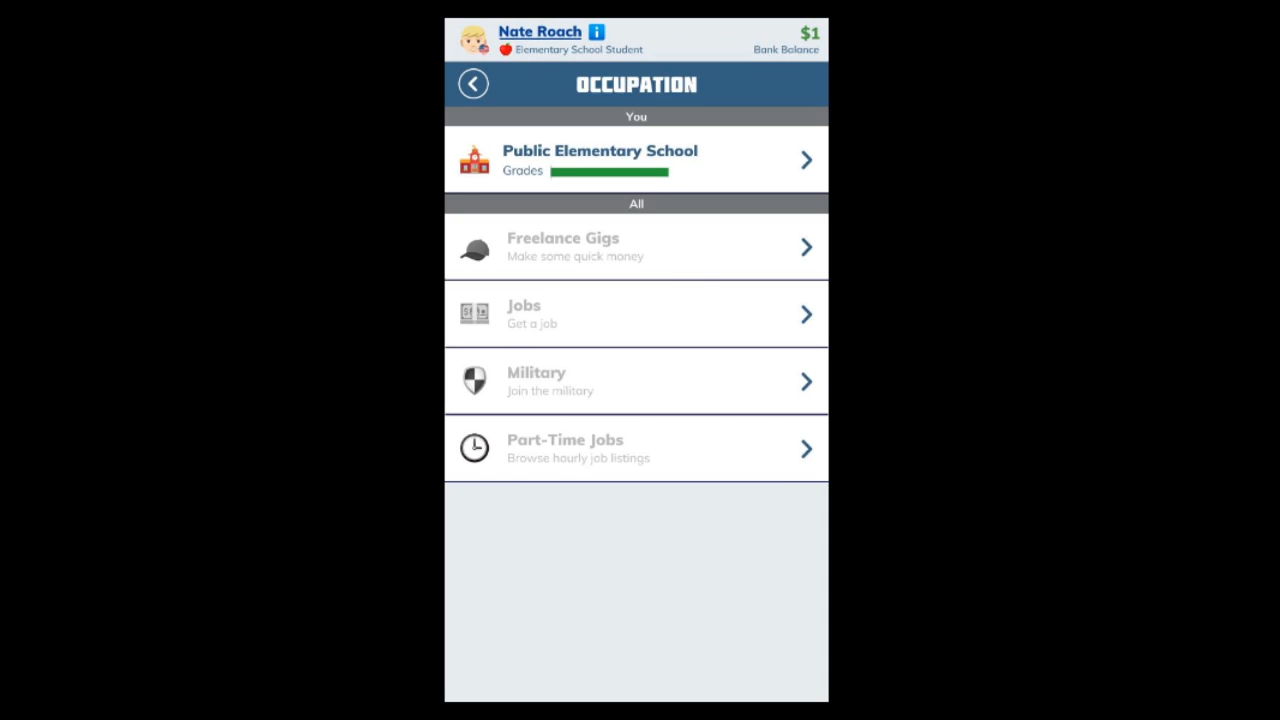 Nate Roach
$1
Elementary School Student
Bank Balance
OCCUPATION
You
Public Elementary School
Grades
All
Freelance Gigs
Make some quick money
Jobs
Get a job
Military
Join the military
Part-Time Jobs
Browse hourly job listings